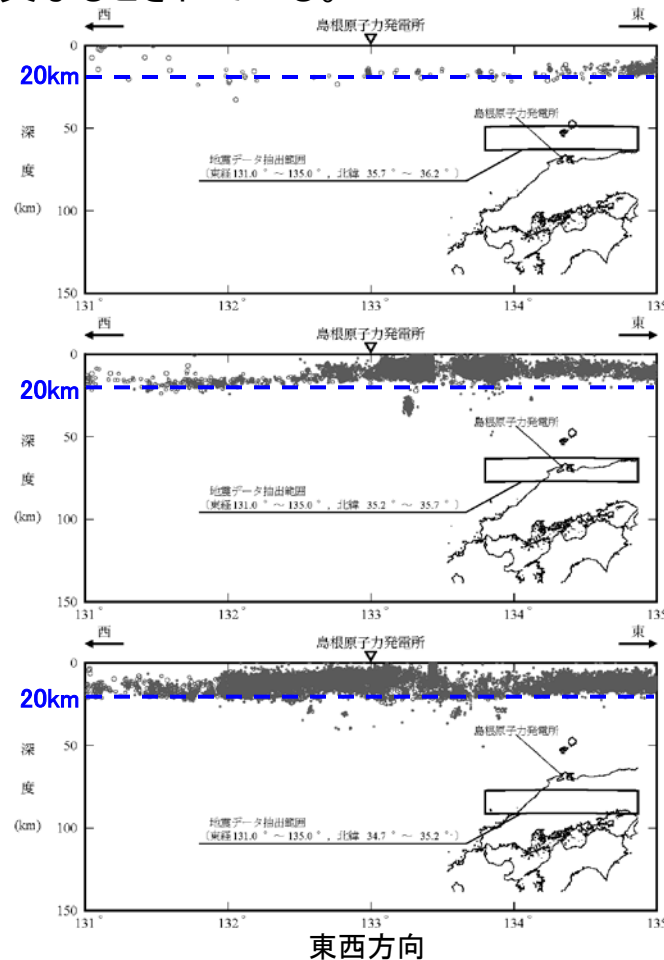 西
島根原子力発電所
東
0
20km
50
深
度
(km)
100
150
島根原子力発電所
地震データ抽出範囲
(東経131.0°～135.0°, 北緯 35.7°～ 36.2°)
131° 132° 133° 134° 135
西
島根原子力発電所
東
0
20km
50
深
度
(km)
100
150
島根原子力発電所
地震データ抽出範囲
(東経131.0°～135.0°, 北緯 35.2°～ 35.7°)
131° 132° 133° 134° 135
西
島根原子力発電所
東
0
20km
50
深
度
(km)
100
150
島根原子力発電所
地震データ抽出範囲
(東経131.0°～135.0°, 北緯 34.7°～ 35.2°)
131° 132° 133° 134° 135
東西方向